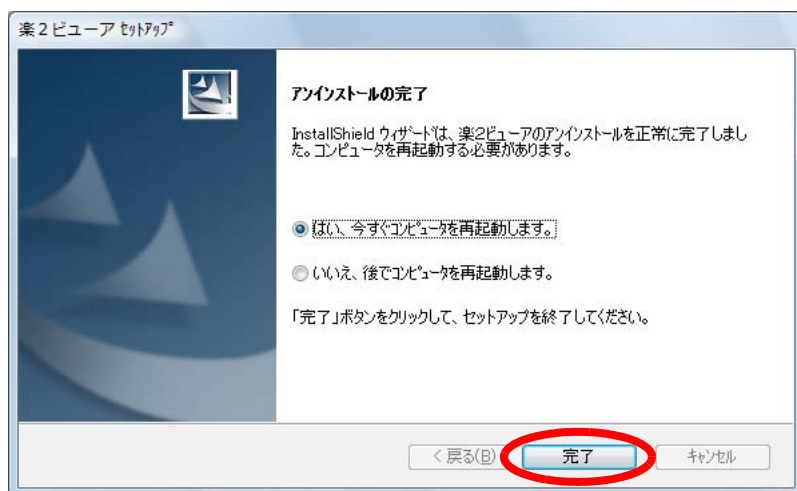 楽2ビューア ｾｯﾄｱｯﾌﾟ
ｱﾝｲﾝｽﾄｰﾙの完了
InstallShield ウィザードは、楽2ビューアのｱﾝｲﾝｽﾄｰﾙを正常に完了しまし
た。コンピュータを再起動する必要があります。
はい、今すぐｺﾝﾋﾟｭｰﾀを再起動します。
いいえ、後でｺﾝﾋﾟｭｰﾀを再起動します。
「完了」ボタンをクリックして、セットアップを終了してください。
< 戻る(B)
完了
ｷｬﾝｾﾙ